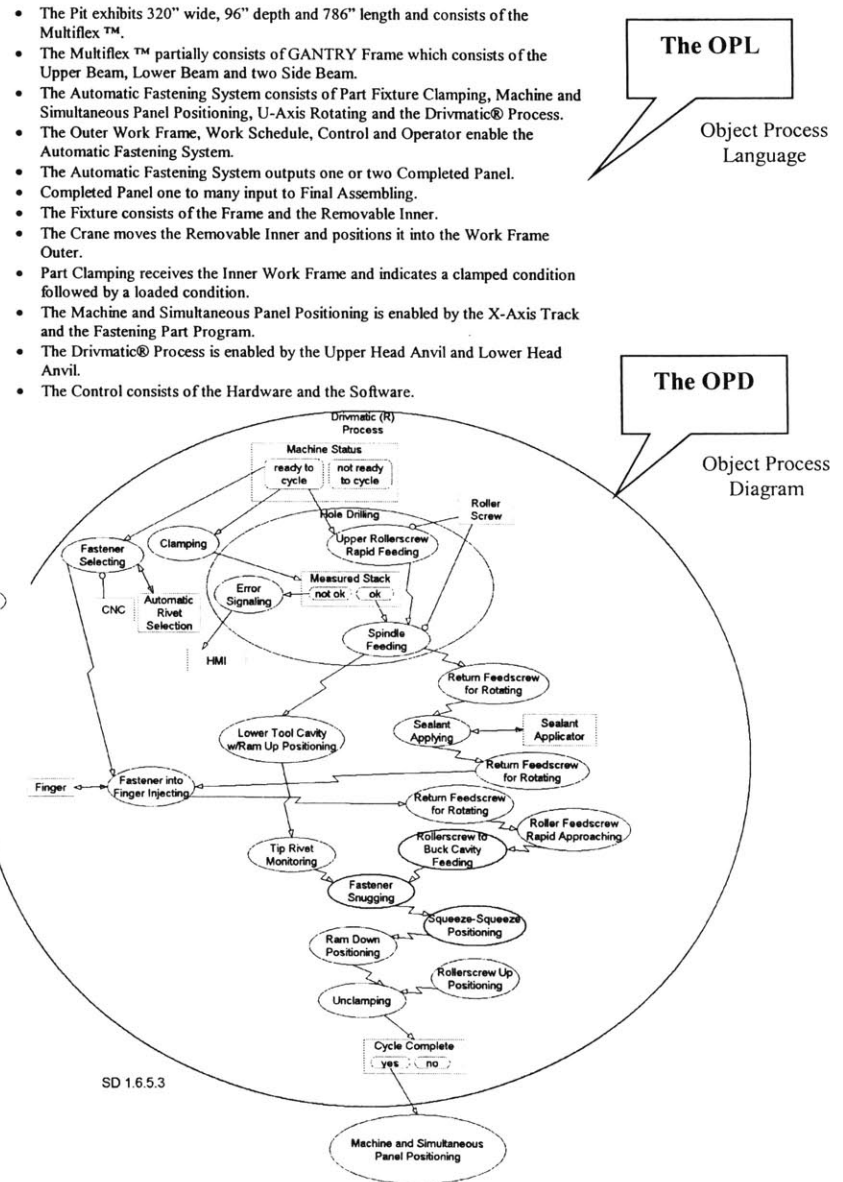 • The Pit exhibits 320” wide, 96” depth and 786” length and consists of the
Multiflex ™.
• The Multiflex ™ partially consists of GANTRY Frame which consists of the
Upper Beam, Lower Beam and two Side Beam.
• The Automatic Fastening System consists of Part Fixture Clamping, Machine and
Simultaneous Panel Positioning, U-Axis Rotating and the Drivmatic® Process.
• The Outer Work Frame, Work Schedule, Control and Operator enable the
Automatic Fastening System.
• The Automatic Fastening System outputs one or two Completed Panel.
• Completed Panel one to many input to Final Assembling.
• The Fixture consists of the Frame and the Removable Inner.
• The Crane moves the Removable Inner and positions it into the Work Frame
Outer.
• Part Clamping receives the Inner Work Frame and indicates a clamped condition
followed by a loaded condition.
• The Machine and Simultaneous Panel Positioning is enabled by the X-Axis Track
and the Fastening Part Program.
• The Drivmatic® Process is enabled by the Upper Head Anvil and Lower Head
Anvil.
• The Control consists of the Hardware and the Software.
The OPL
Object Process
Language
The OPD
Object Process
Diagram
Drivmatic (R)
Process
Machine Status
ready to
cycle
not ready
to cycle
Roller
Screw
Hole Drilling
Fastener
Selecting
Clamping
Upper Rollerscrew
Rapid Feeding
CNC
Automatic
Rivet
Selection
Error
Signaling
Measured Stack
not ok
ok
HMI
Spindle
Feeding
Return Feedscrew
for Rotating
Lower Tool Cavity
w/Ram Up Positioning
Sealant
Applying
Sealant
Applicator
Return Feedscrew
for Rotating
Finger
Fastener into
Finger Injecting
Return Feedscrew
for Rotating
Roller Feedscrew
Rapid Approaching
Tip Rivet
Monitoring
Rollerscrew to
Buck Cavity
Feeding
Fastener
Snugging
Squeeze-Squeeze
Positioning
Ram Down
Positioning
Rollerscrew Up
Positioning
Unclamping
Cycle Complete
yes
no
SD 1.6.5.3
Machine and Simultaneous
Panel Positioning